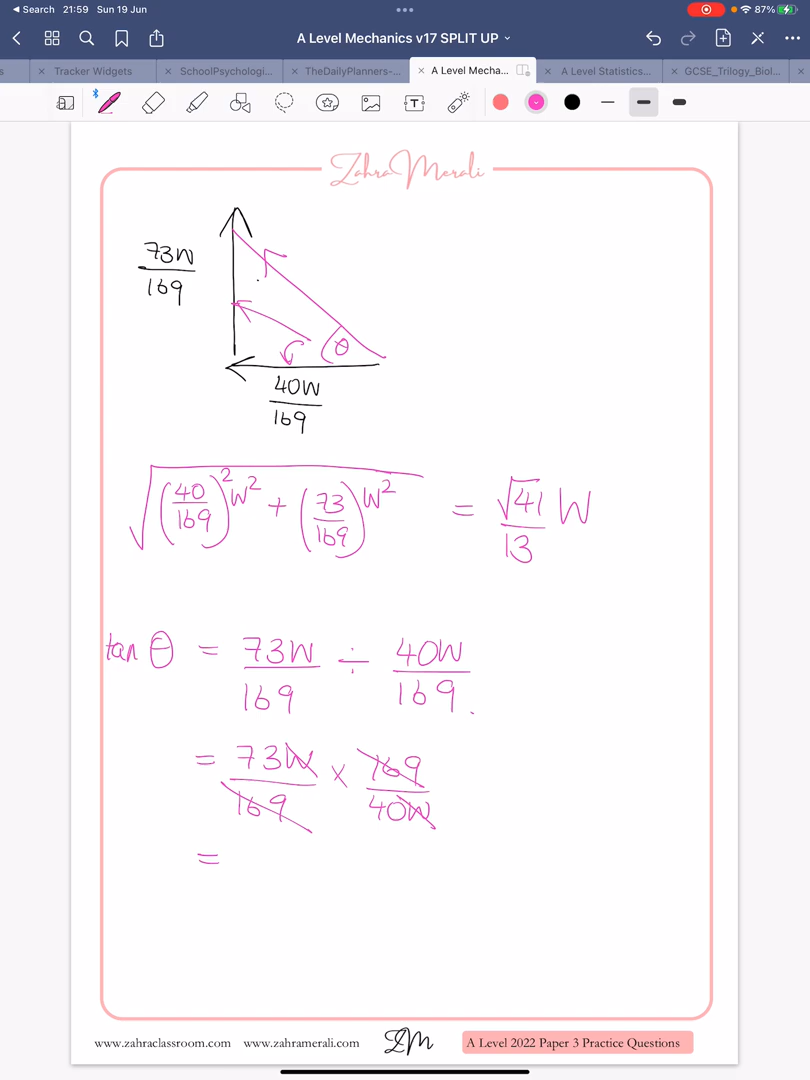 Search 21:59 Sun 19 Jun 87%
A Level Mechanics v17 SPLIT UP
s × Tracker Widgets × SchoolPsychologi... × TheDailyPlanners-... × A Level Mecha... × A Level Statistics... × GCSE_Trilogy_Biol...
T
Zahra Merali
73W
169
θ
40W
169
√((40/169)²W² + (73/169)W²) = √41/13 W
tan θ = 73W/169 ÷ 40W/169.
= 73W/169 × 169/40W
=
www.zahraclassroom.com www.zahramerali.com ZM A Level 2022 Paper 3 Practice Questions